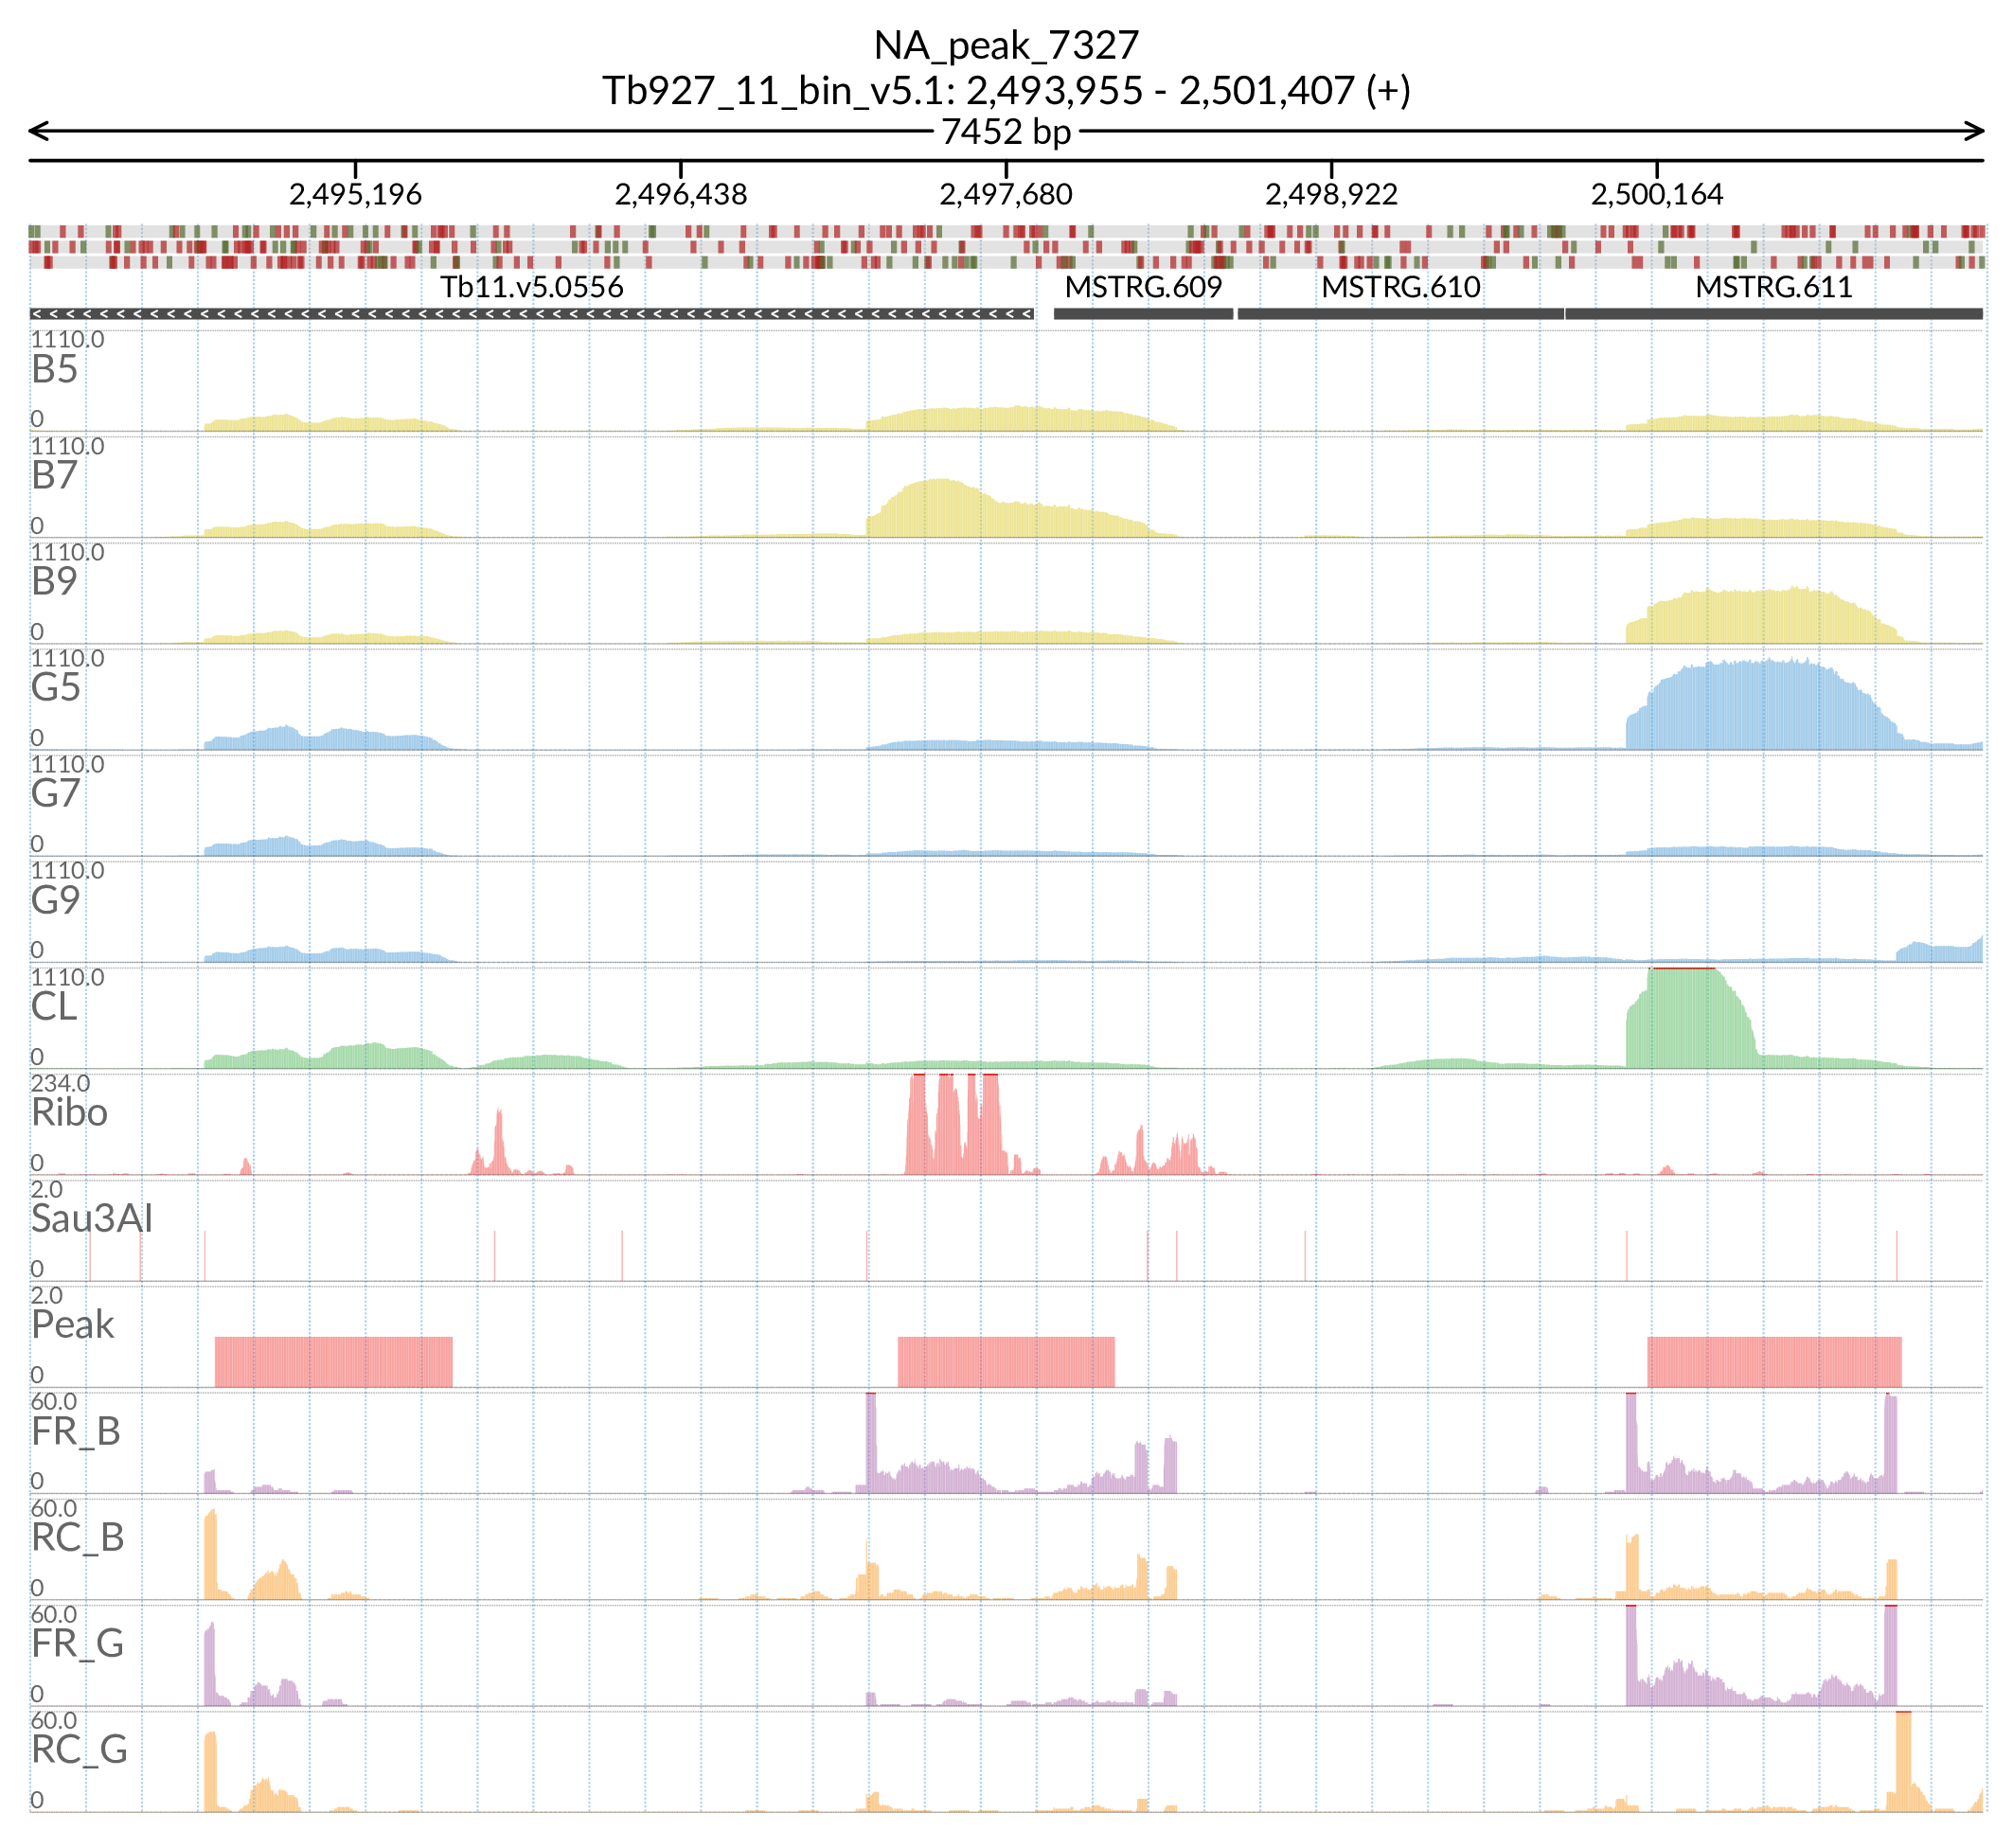 NA_peak_7327
Tb927_11_bin_v5.1: 2,493,955 - 2,501,407 (+)
7452 bp
2,495,196 2,496,438 2,497,680 2,498,922 2,500,164
Tb11.v5.0556 MSTRG.609 MSTRG.610 MSTRG.611
1110.0
B5
0
1110.0
B7
0
1110.0
B9
0
1110.0
G5
0
1110.0
G7
0
1110.0
G9
0
1110.0
CL
0
234.0
Ribo
0
2.0
Sau3AI
0
2.0
Peak
0
60.0
FR_B
0
60.0
RC_B
0
60.0
FR_G
0
60.0
RC_G
0